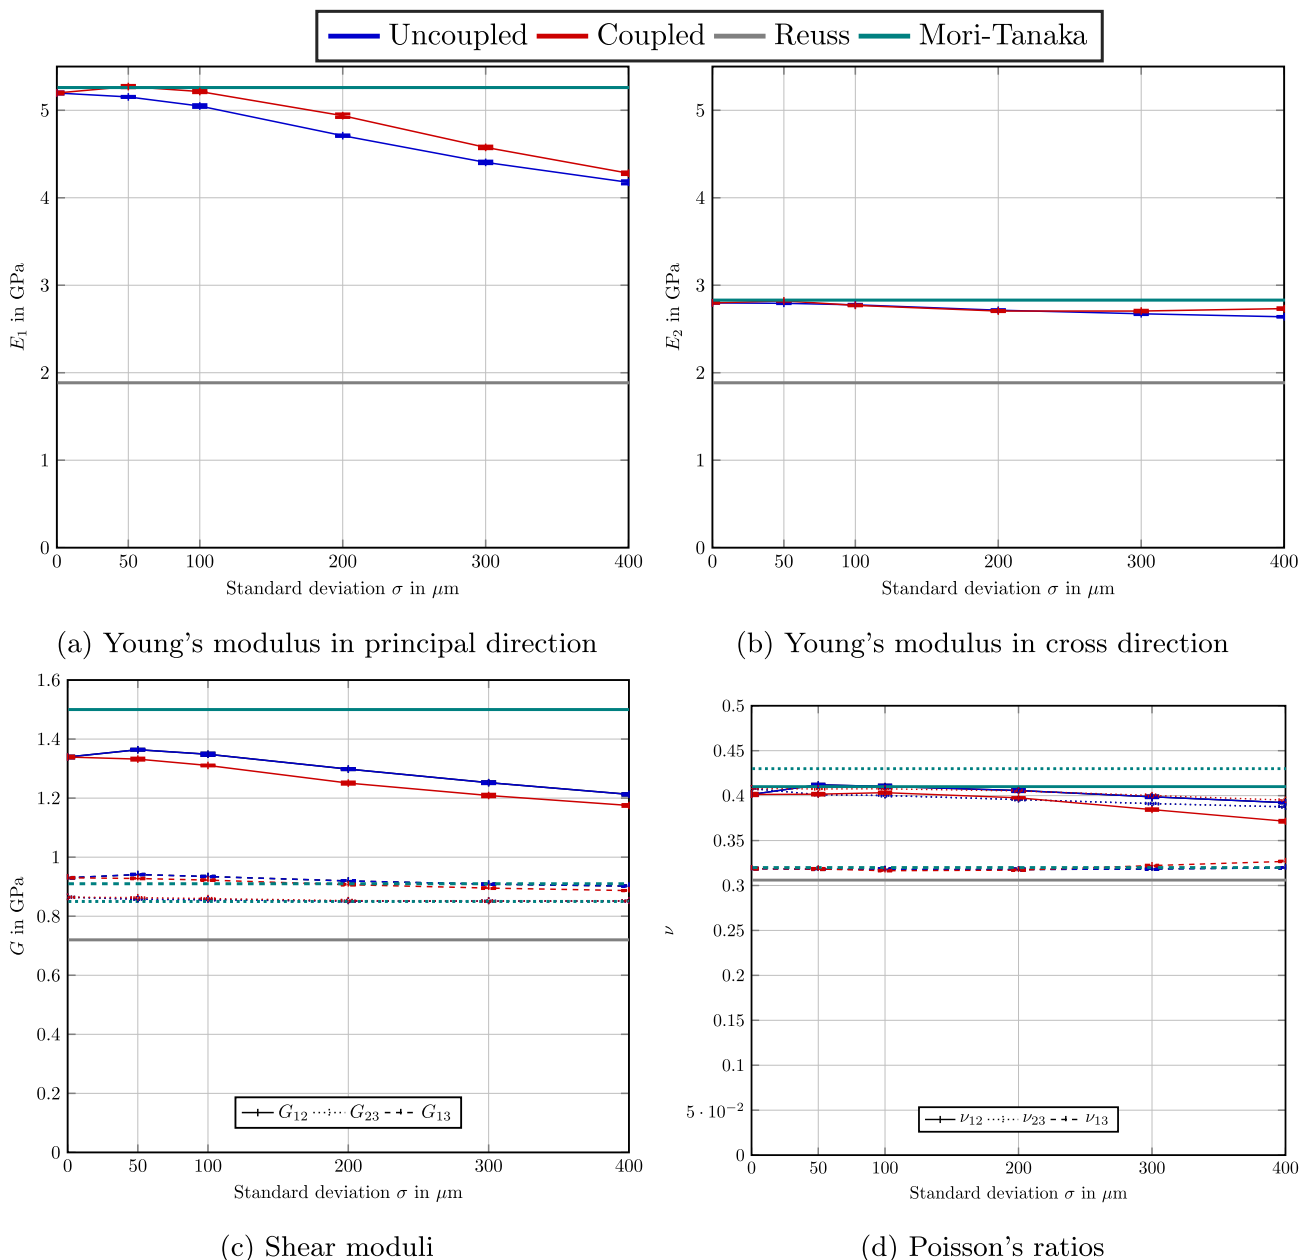 Uncoupled Coupled Reuss Mori-Tanaka
5
4
3
2
1
0
E₁ in GPa
0 50 100 200 300 400
Standard deviation σ in μm
(a) Young's modulus in principal direction
5
4
3
2
1
0
E₂ in GPa
0 50 100 200 300 400
Standard deviation σ in μm
(b) Young's modulus in cross direction
1.6
1.4
1.2
1
0.8
0.6
0.4
0.2
0
G in GPa
G₁₂ G₂₃ G₁₃
0 50 100 200 300 400
Standard deviation σ in μm
(c) Shear moduli
0.5
0.45
0.4
0.35
0.3
0.25
0.2
0.15
0.1
5 · 10⁻²
0
ν
ν₁₂ ν₂₃ ν₁₃
0 50 100 200 300 400
Standard deviation σ in μm
(d) Poisson's ratios